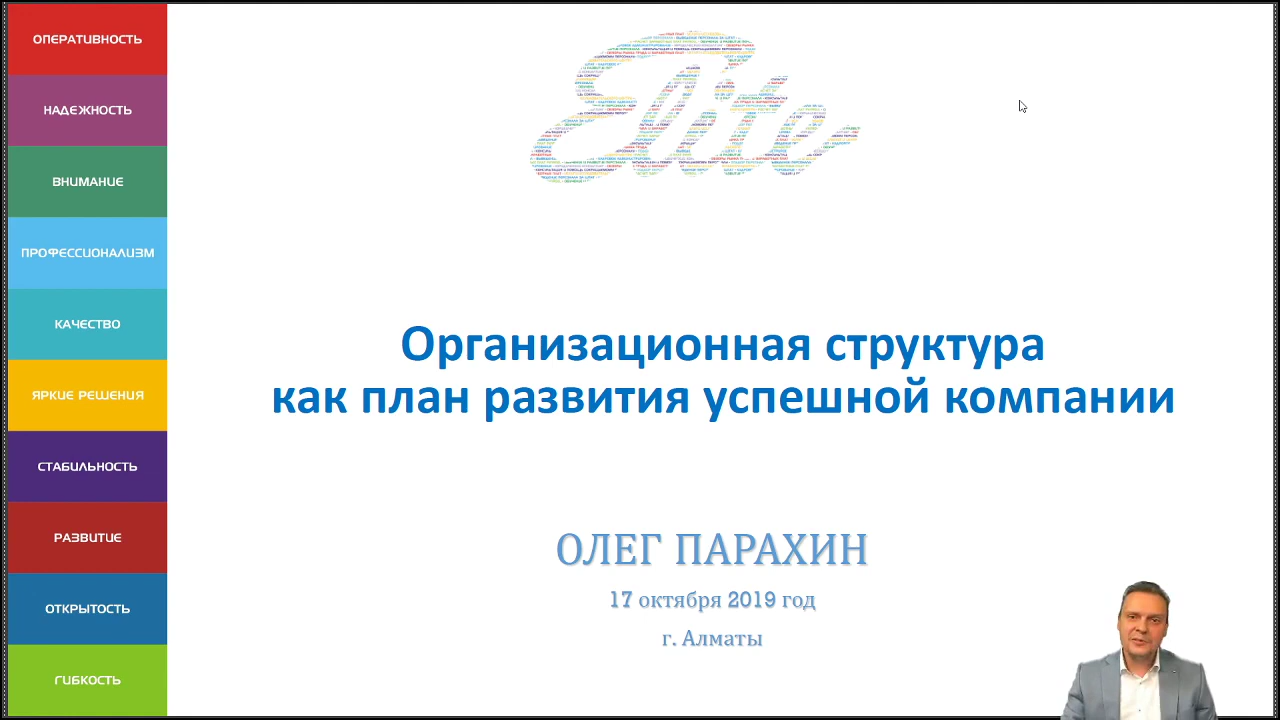 ОПЕРАТИВНОСТЬ
ВНИМАНИЕ
ПРОФЕССИОНАЛИЗМ
КАЧЕСТВО
ЯРКИЕ РЕШЕНИЯ
СТАБИЛЬНОСТЬ
РАЗВИТИЕ
ОТКРЫТОСТЬ
ГИБКОСТЬ
Организационная структура
как план развития успешной компании
ОЛЕГ ПАРАХИН
17 октября 2019 год
г. Алматы